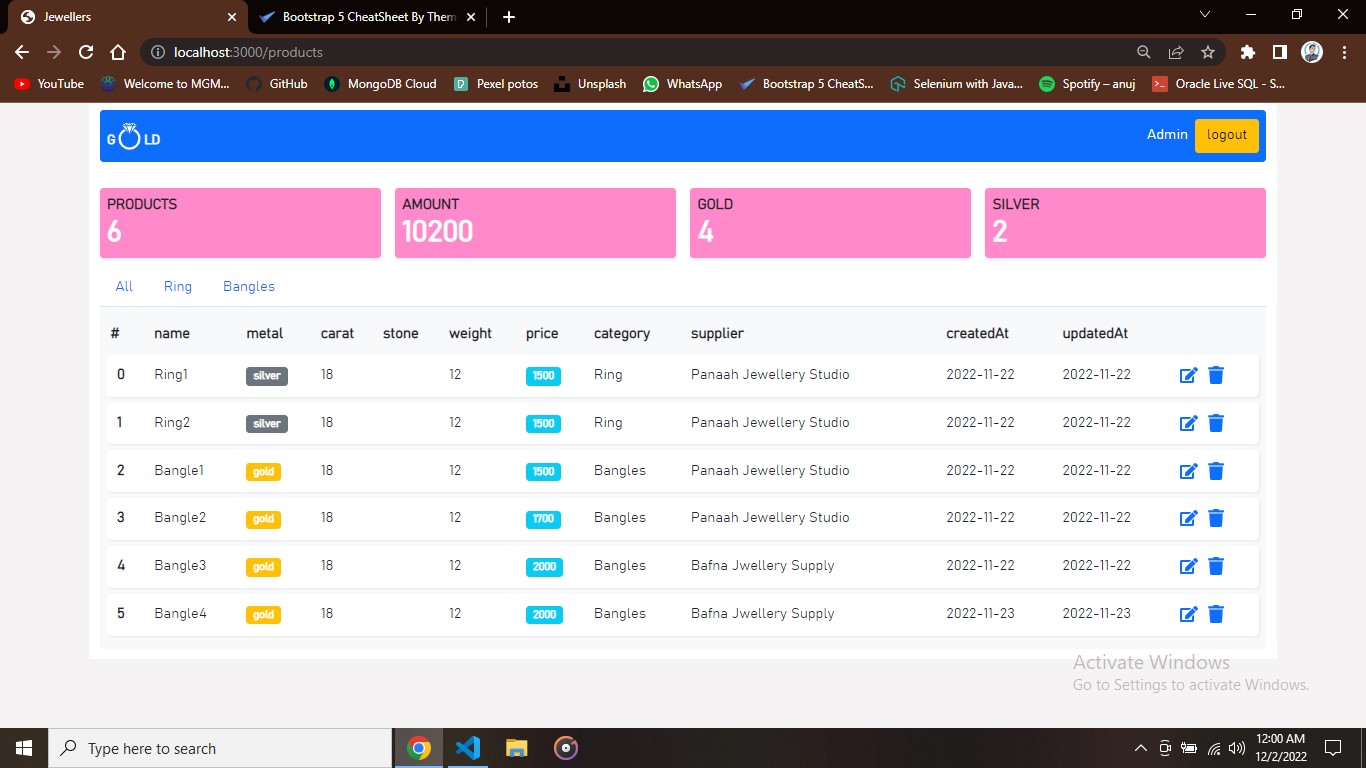 Jewellers
Bootstrap 5 CheatSheet By Them
localhost:3000/products
YouTube Welcome to MGM... GitHub MongoDB Cloud Pexel potos Unsplash WhatsApp Bootstrap 5 CheatS... Selenium with Java... Spotify – anuj Oracle Live SQL - S...
G LD Admin logout
PRODUCTS AMOUNT GOLD SILVER
6 10200 4 2
All Ring Bangles
# name metal carat stone weight price category supplier createdAt updatedAt
0 Ring1 silver 18 12 1500 Ring Panaah Jewellery Studio 2022-11-22 2022-11-22
1 Ring2 silver 18 12 1500 Ring Panaah Jewellery Studio 2022-11-22 2022-11-22
2 Bangle1 gold 18 12 1500 Bangles Panaah Jewellery Studio 2022-11-22 2022-11-22
3 Bangle2 gold 18 12 1700 Bangles Panaah Jewellery Studio 2022-11-22 2022-11-22
4 Bangle3 gold 18 12 2000 Bangles Bafna Jwellery Supply 2022-11-22 2022-11-22
5 Bangle4 gold 18 12 2000 Bangles Bafna Jwellery Supply 2022-11-23 2022-11-23
Activate Windows
Go to Settings to activate Windows.
Type here to search
12:00 AM
12/2/2022